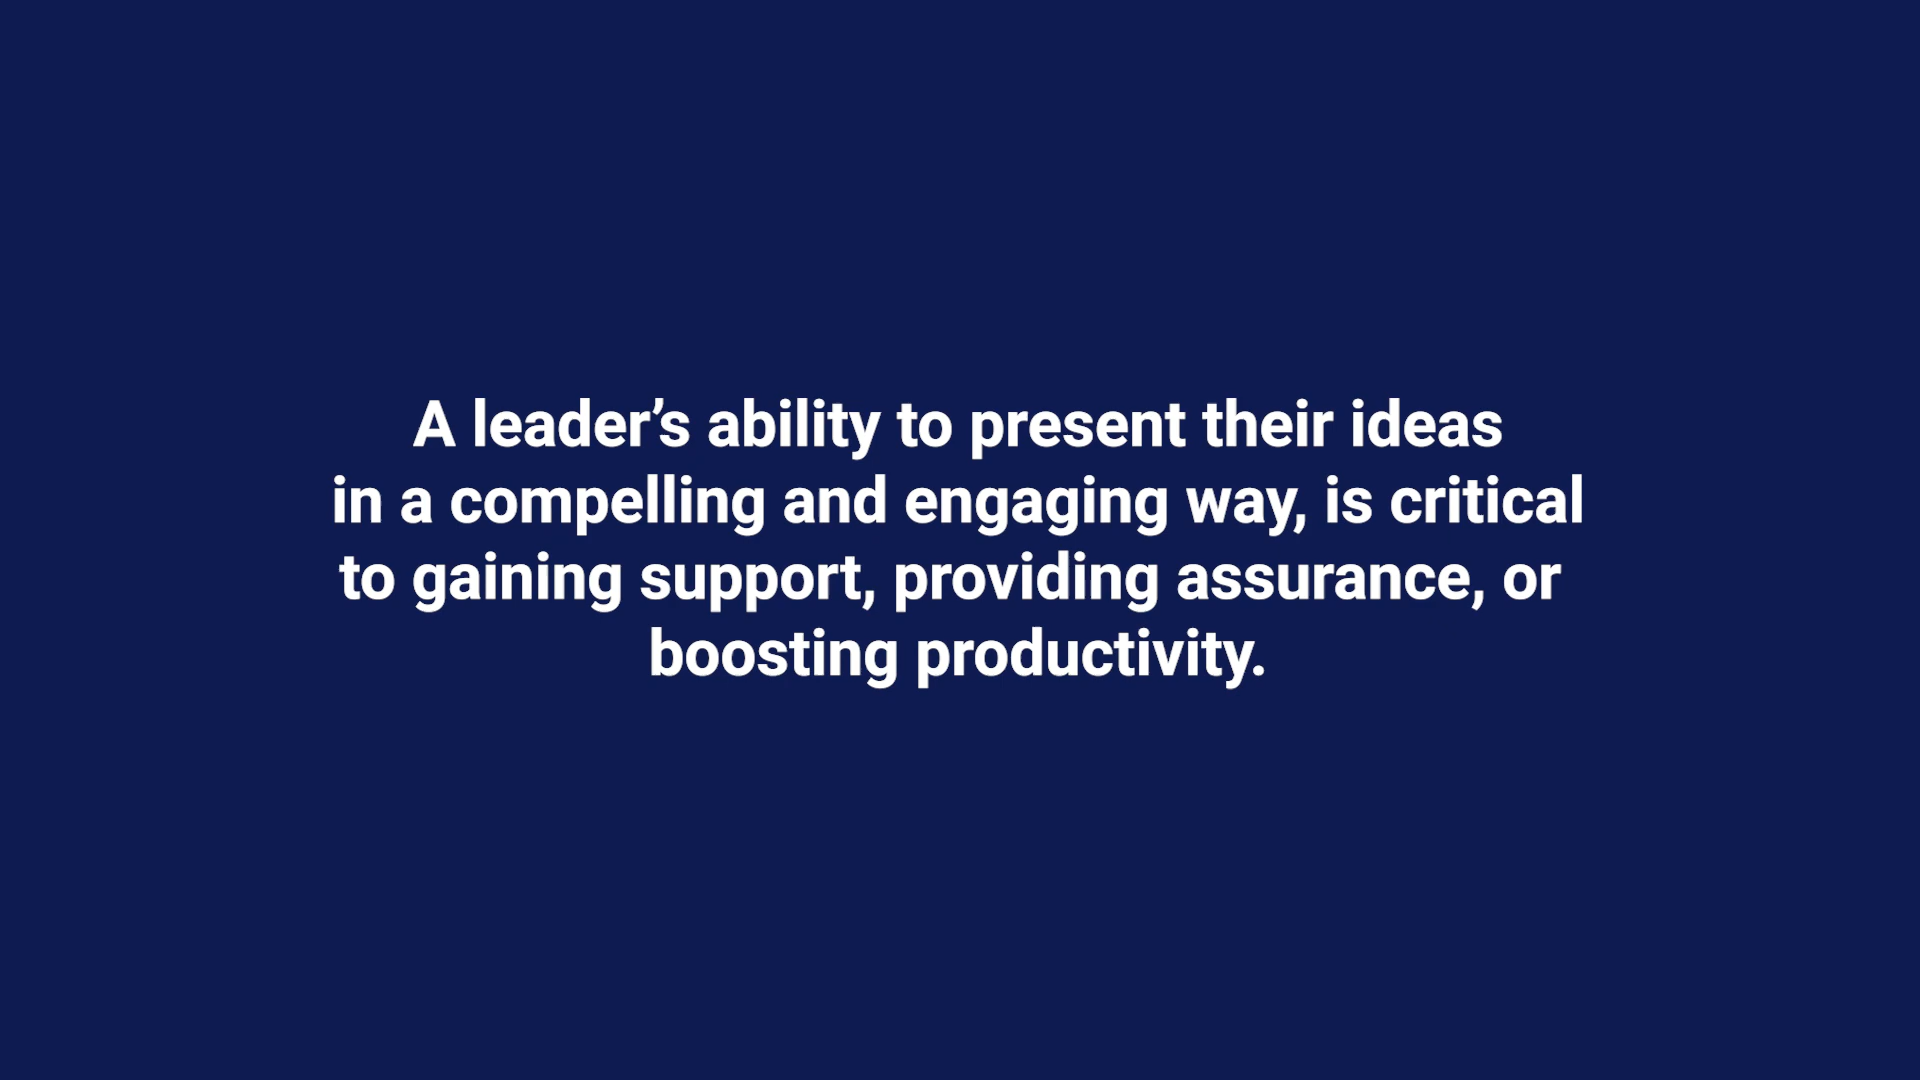 A leader’s ability to present their ideas
in a compelling and engaging way, is critical
to gaining support, providing assurance, or
boosting productivity.